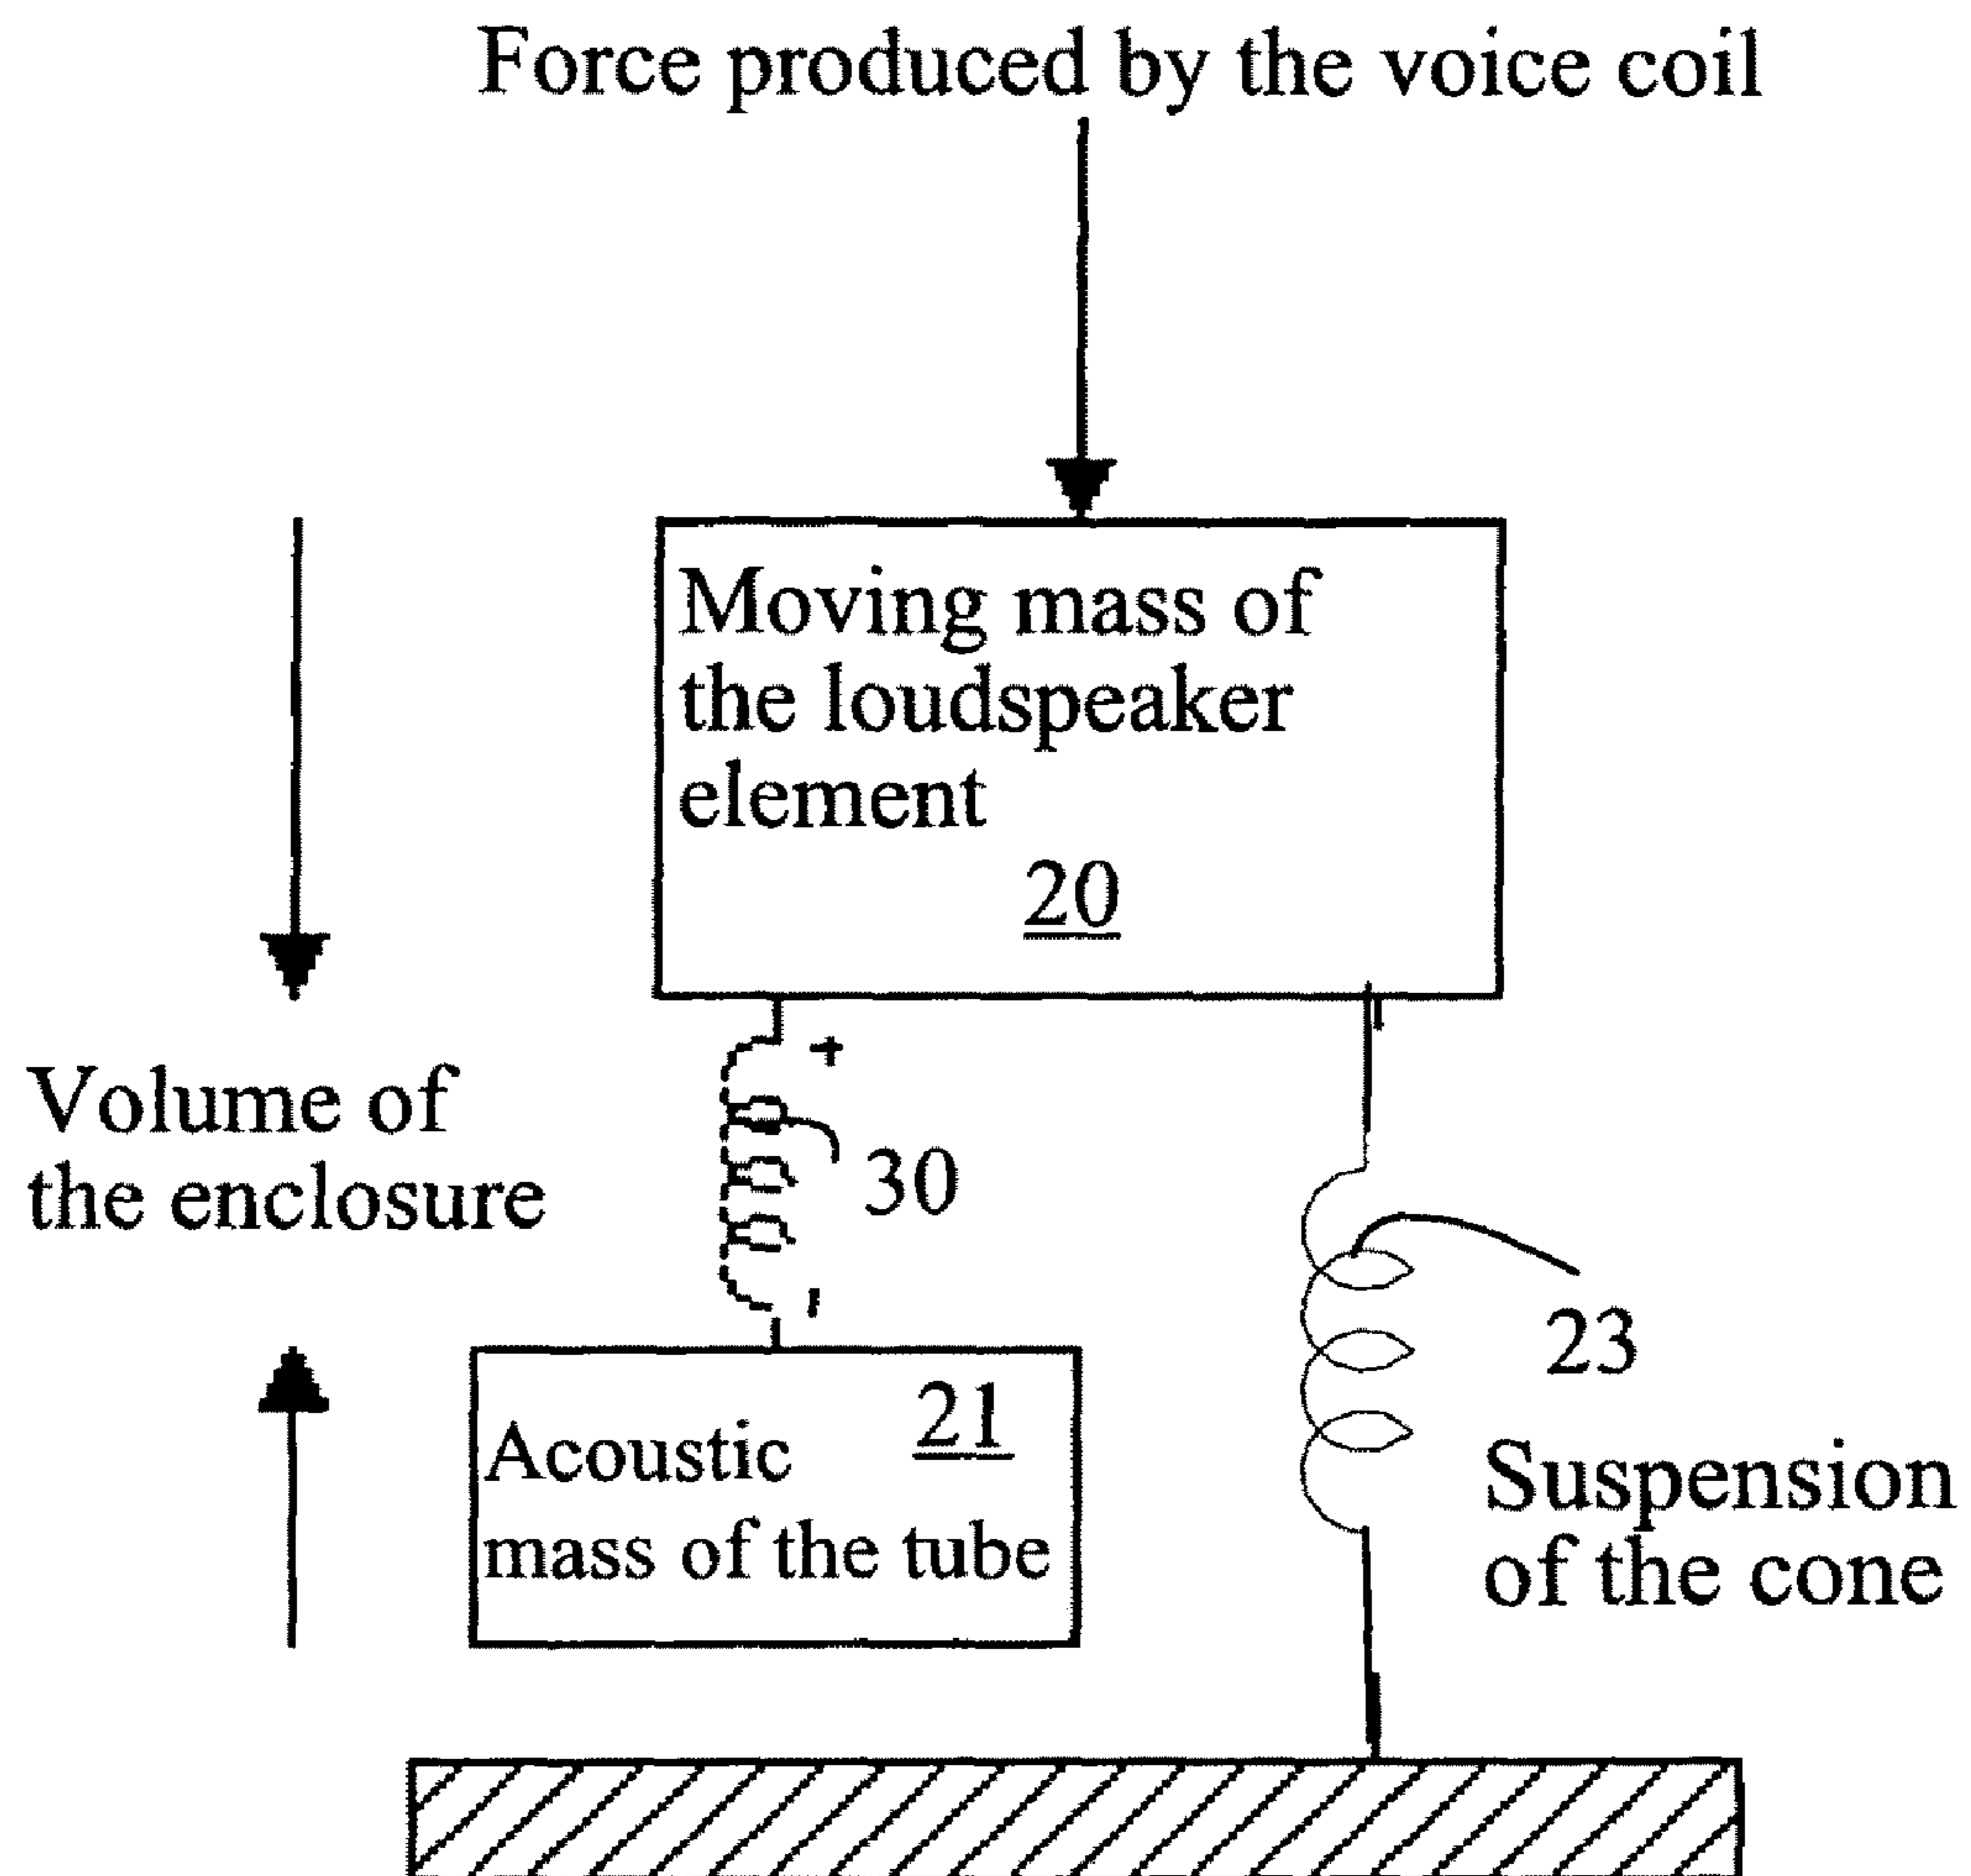 Force produced by the voice coil
Moving mass of
the loudspeaker
element
20
+
Volume of
the enclosure
30
23
21
Acoustic
mass of the tube
Suspension
of the cone